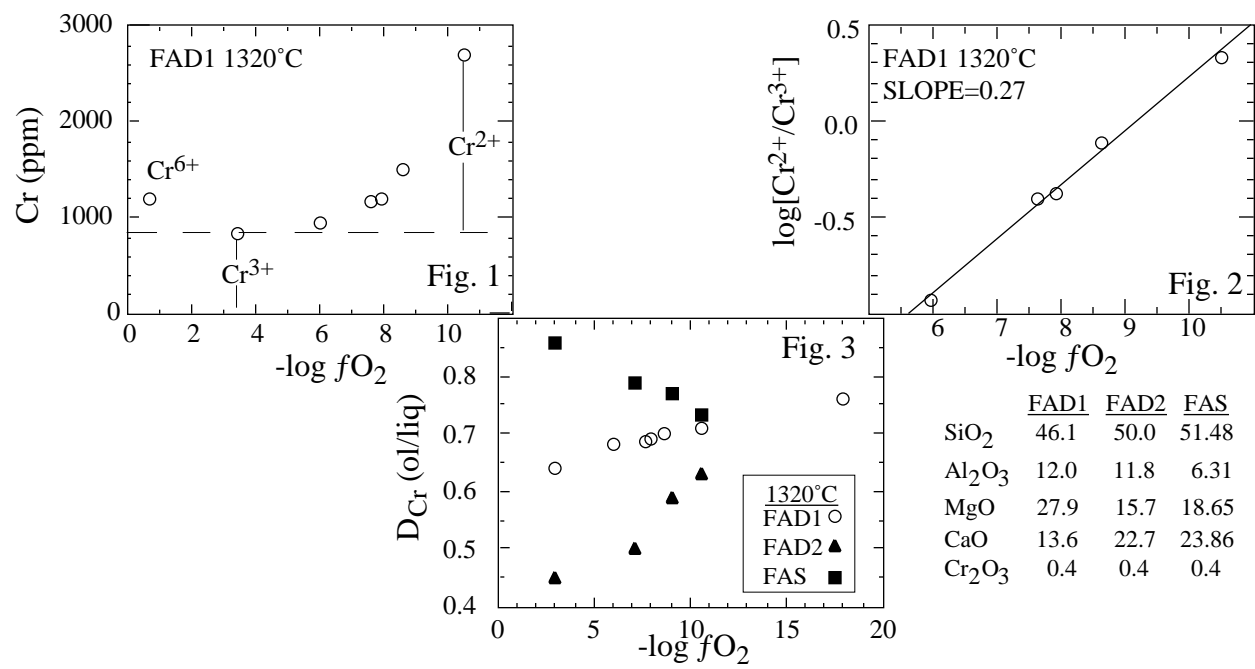 3000
2000
1000
0
Cr (ppm)
FAD1 1320˚C
Cr6+
Cr2+
Cr3+
Fig. 1
0 2 4 6 8 10
-log fO2
0.5
0.0
-0.5
log[Cr2+/Cr3+]
FAD1 1320˚C
SLOPE=0.27
Fig. 2
6 7 8 9 10
-log fO2
0.8
0.7
0.6
0.5
0.4
DCr (ol/liq)
Fig. 3
1320˚C
FAD1
FAD2
FAS
0 5 10 15 20
-log fO2
FAD1 FAD2 FAS
SiO2 46.1 50.0 51.48
Al2O3 12.0 11.8 6.31
MgO 27.9 15.7 18.65
CaO 13.6 22.7 23.86
Cr2O3 0.4 0.4 0.4